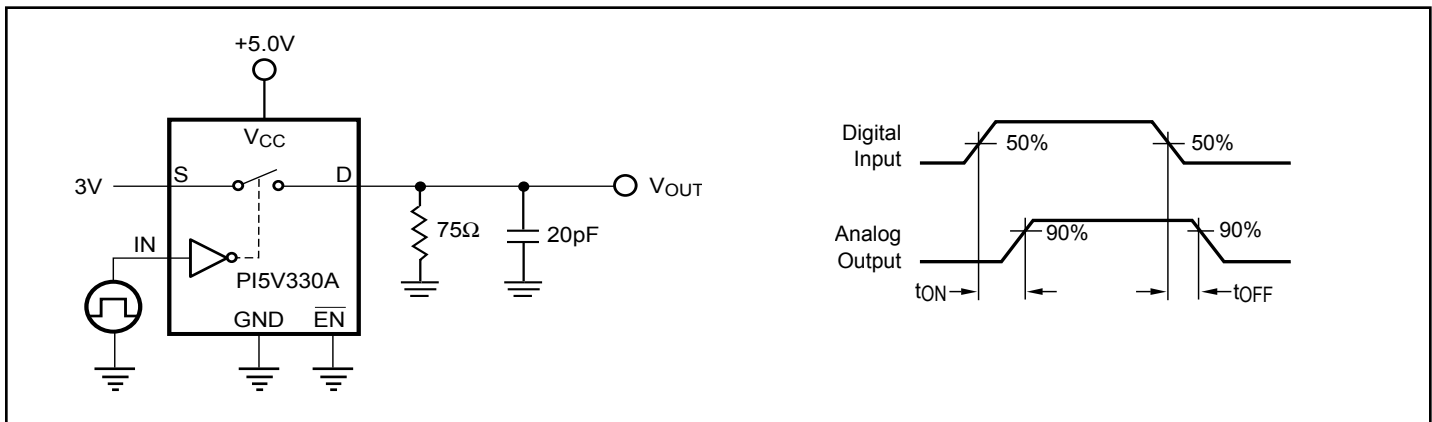 +5.0V
VCC
S
D
3V
VOUT
75Ω
20pF
IN
PI5V330A
GND
EN
Digital
Input
50%
50%
Analog
Output
90%
90%
tON
tOFF